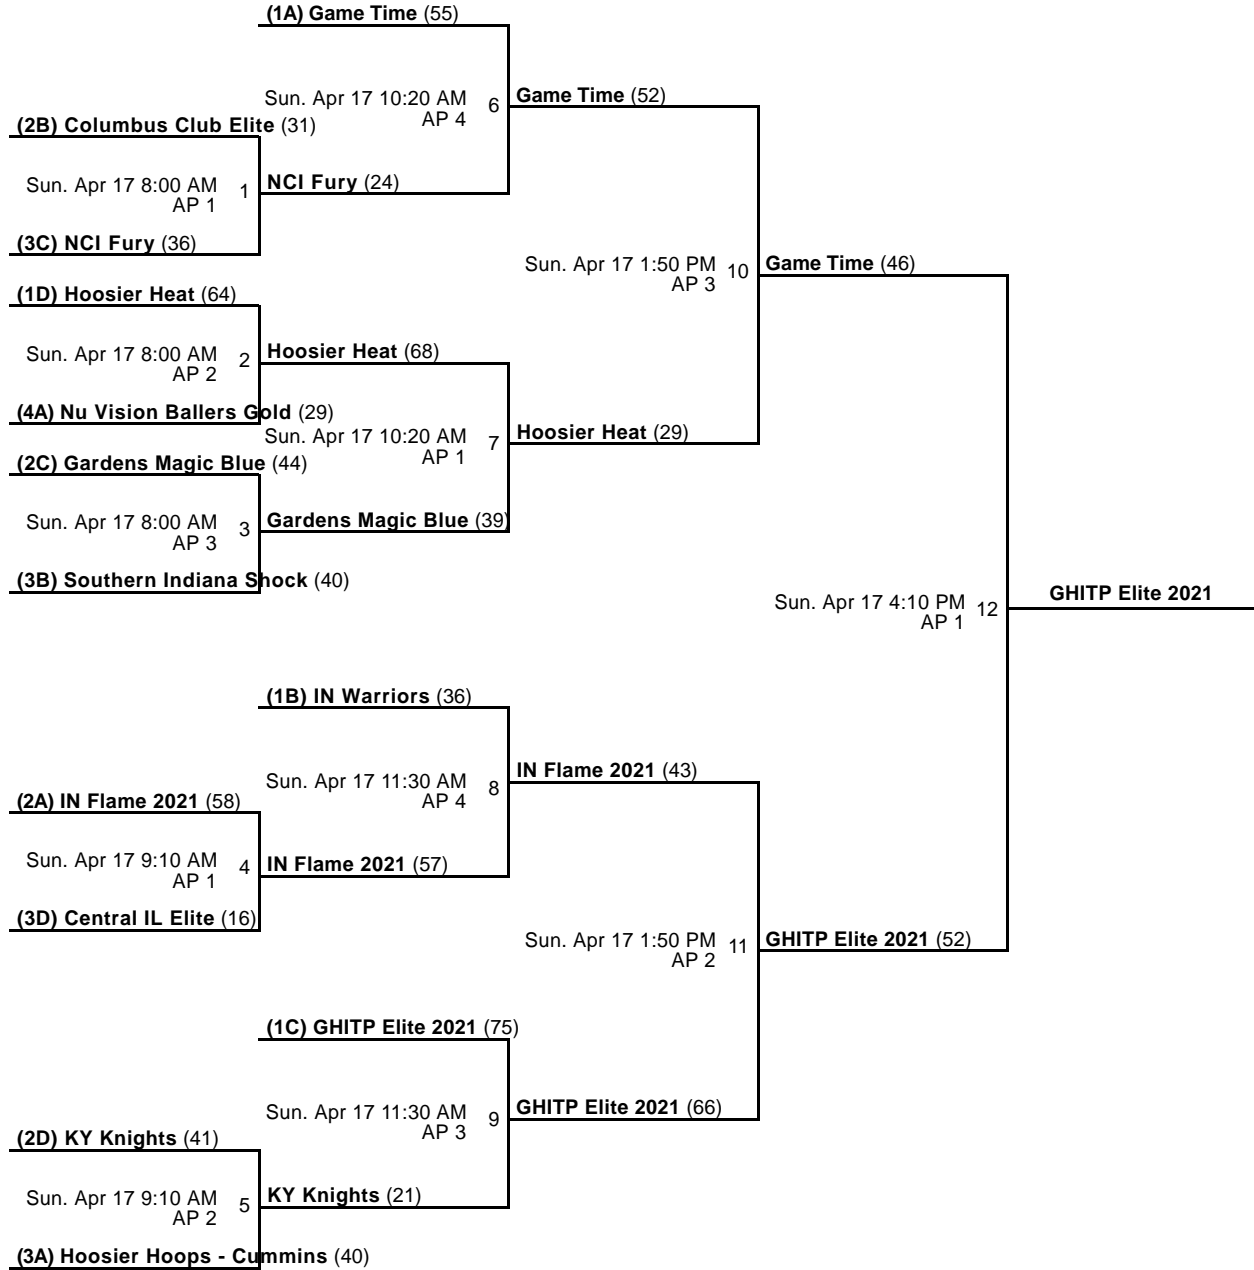 (1A) Game Time (55)
Sun. Apr 17 10:20 AM
AP 4
6
Game Time (52)
(2B) Columbus Club Elite (31)
Sun. Apr 17 8:00 AM
AP 1
1
NCI Fury (24)
(3C) NCI Fury (36)
Sun. Apr 17 1:50 PM
AP 3
10
Game Time (46)
(1D) Hoosier Heat (64)
Sun. Apr 17 8:00 AM
AP 2
2
Hoosier Heat (68)
(4A) Nu Vision Ballers Gold (29)
Sun. Apr 17 10:20 AM
AP 1
7
Hoosier Heat (29)
(2C) Gardens Magic Blue (44)
Sun. Apr 17 8:00 AM
AP 3
3
Gardens Magic Blue (39)
(3B) Southern Indiana Shock (40)
Sun. Apr 17 4:10 PM
AP 1
12
GHITP Elite 2021
(1B) IN Warriors (36)
Sun. Apr 17 11:30 AM
AP 4
8
IN Flame 2021 (43)
(2A) IN Flame 2021 (58)
Sun. Apr 17 9:10 AM
AP 1
4
IN Flame 2021 (57)
(3D) Central IL Elite (16)
Sun. Apr 17 1:50 PM
AP 2
11
GHITP Elite 2021 (52)
(1C) GHITP Elite 2021 (75)
Sun. Apr 17 11:30 AM
AP 3
9
GHITP Elite 2021 (66)
(2D) KY Knights (41)
Sun. Apr 17 9:10 AM
AP 2
5
KY Knights (21)
(3A) Hoosier Hoops - Cummins (40)